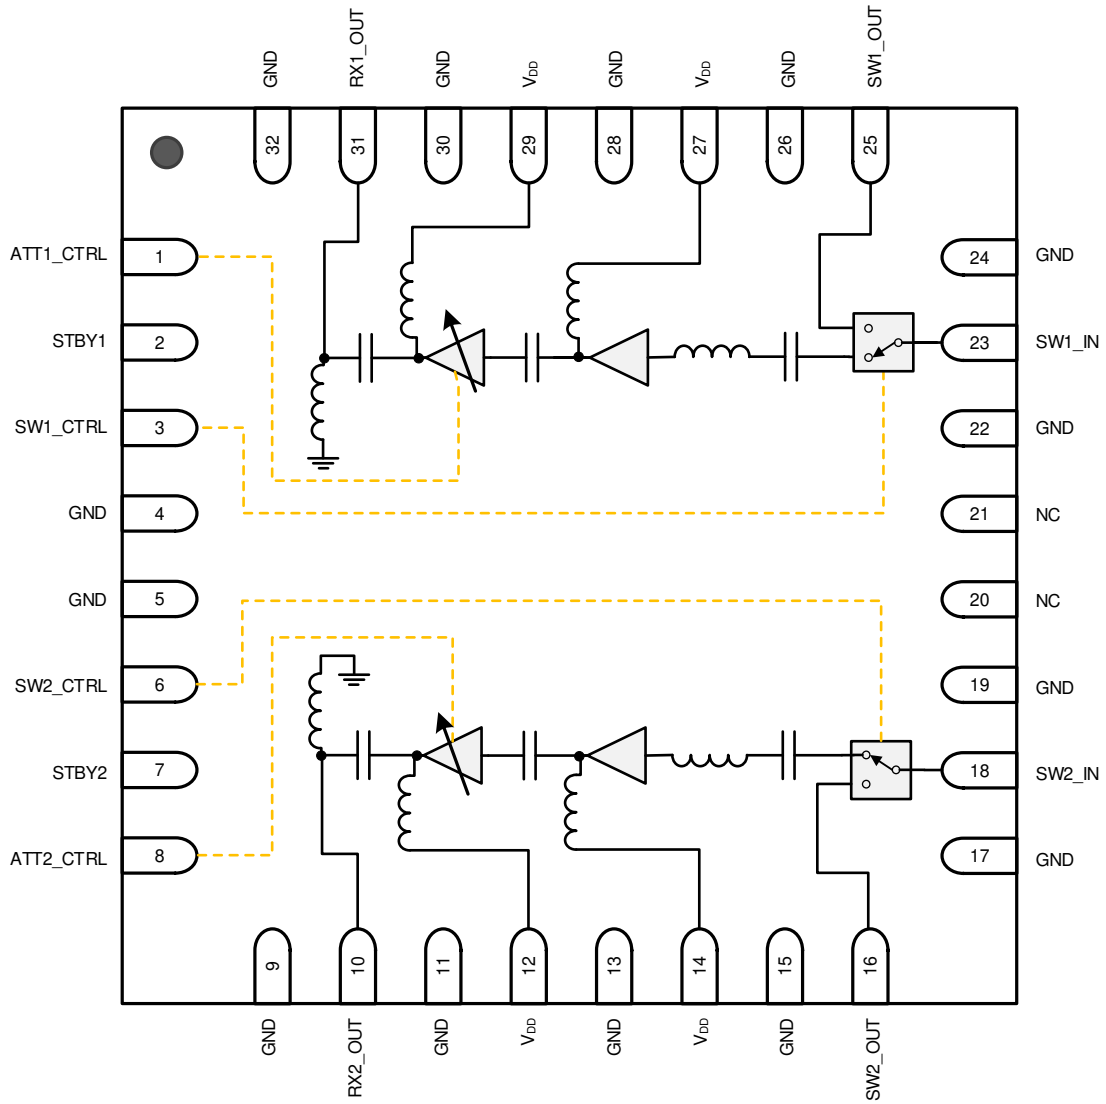 GND
RX1_OUT
GND
VDD
GND
VDD
GND
SW1_OUT
32
31
30
29
28
27
26
25
ATT1_CTRL
1
24
GND
STBY1
2
23
SW1_IN
SW1_CTRL
3
22
GND
GND
4
21
NC
GND
5
20
NC
SW2_CTRL
6
19
GND
STBY2
7
18
SW2_IN
ATT2_CTRL
8
17
GND
9
10
11
12
13
14
15
16
GND
RX2_OUT
GND
VDD
GND
VDD
GND
SW2_OUT